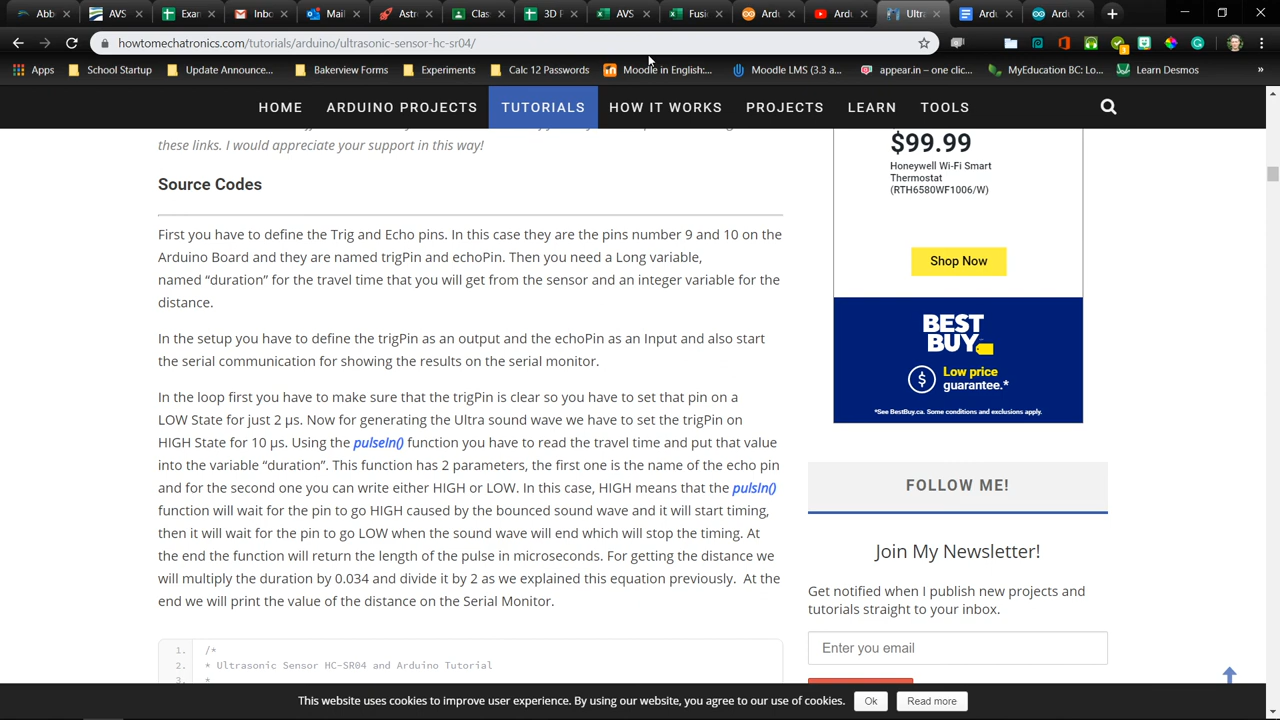 Abb
AVS
Exan
Inb
Mail
Astr
Clas
3D F
AVS
Fusi
Ardu
Ardu
Ultra
Ardu
Ardu
howtomechatronics.com/tutorials/arduino/ultrasonic-sensor-hc-sr04/
Apps School Startup Update Announce... Bakerview Forms Experiments Calc 12 Passwords Moodle in English:... Moodle LMS (3.3 a... appear.in – one clic... MyEducation BC: Lo... Learn Desmos »
HOME ARDUINO PROJECTS TUTORIALS HOW IT WORKS PROJECTS LEARN TOOLS
these links. I would appreciate your support in this way!
Source Codes
First you have to define the Trig and Echo pins. In this case they are the pins number 9 and 10 on the
Arduino Board and they are named trigPin and echoPin. Then you need a Long variable,
named “duration” for the travel time that you will get from the sensor and an integer variable for the
distance.
In the setup you have to define the trigPin as an output and the echoPin as an Input and also start
the serial communication for showing the results on the serial monitor.
In the loop first you have to make sure that the trigPin is clear so you have to set that pin on a
LOW State for just 2 µs. Now for generating the Ultra sound wave we have to set the trigPin on
HIGH State for 10 µs. Using the pulseIn() function you have to read the travel time and put that value
into the variable “duration”. This function has 2 parameters, the first one is the name of the echo pin
and for the second one you can write either HIGH or LOW. In this case, HIGH means that the pulsIn()
function will wait for the pin to go HIGH caused by the bounced sound wave and it will start timing,
then it will wait for the pin to go LOW when the sound wave will end which will stop the timing. At
the end the function will return the length of the pulse in microseconds. For getting the distance we
will multiply the duration by 0.034 and divide it by 2 as we explained this equation previously. At the
end we will print the value of the distance on the Serial Monitor.
1. /*
2. * Ultrasonic Sensor HC-SR04 and Arduino Tutorial
3. *
$99.99
Honeywell Wi-Fi Smart
Thermostat
(RTH6580WF1006/W)
Shop Now
BEST
BUY
$ Low price
guarantee.*
*See BestBuy.ca. Some conditions and exclusions apply.
FOLLOW ME!
Join My Newsletter!
Get notified when I publish new projects and
tutorials straight to your inbox.
Enter you email
This website uses cookies to improve user experience. By using our website, you agree to our use of cookies. Ok Read more